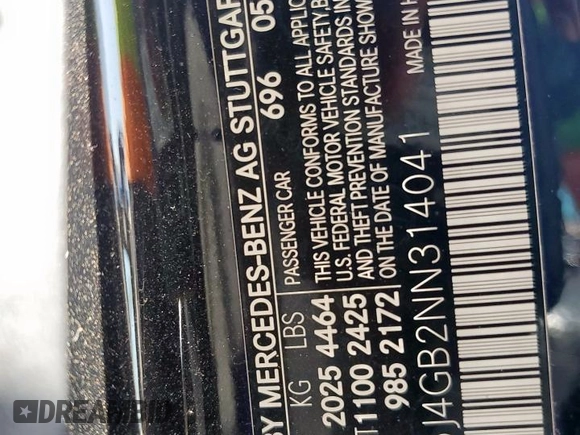 BY MERCEDES-BENZ AG STUTTGAR
696 05
KG LBS
2025 4464
1100 2425
985 2172
PASSENGER CAR
THIS VEHICLE CONFORMS TO ALL APPLIC
U.S. FEDERAL MOTOR VEHICLE SAFETY B
AND THEFT PREVENTION STANDARDS IN
ON THE DATE OF MANUFACTURE SHOW
J4GB2NN314041
MADE IN H
DREAMBID